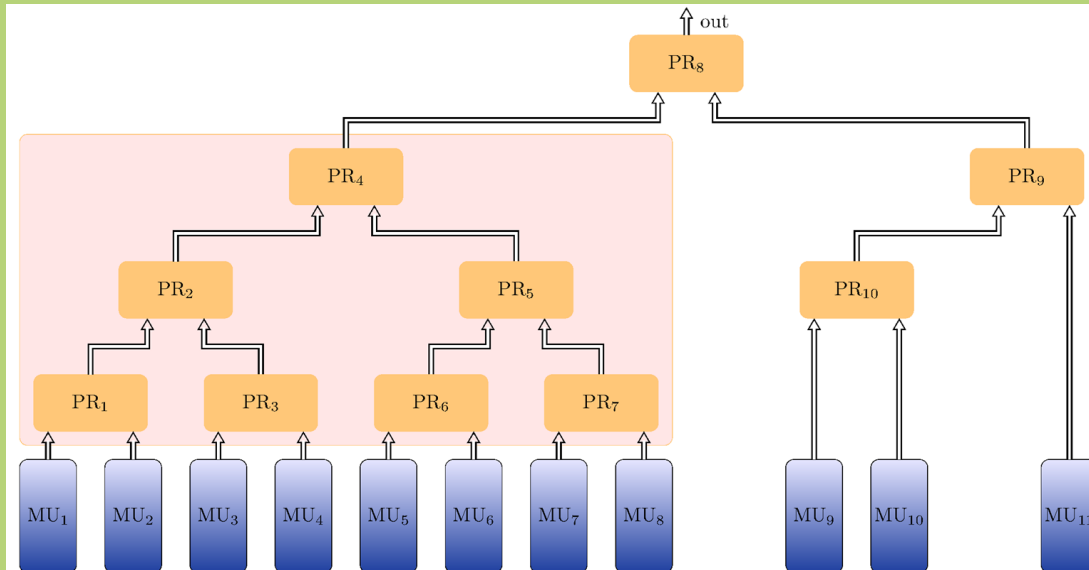 out
PR₈
PR₄
PR₉
PR₂
PR₅
PR₁₀
PR₁
PR₃
PR₆
PR₇
MU₁
MU₂
MU₃
MU₄
MU₅
MU₆
MU₇
MU₈
MU₉
MU₁₀
MU₁₁